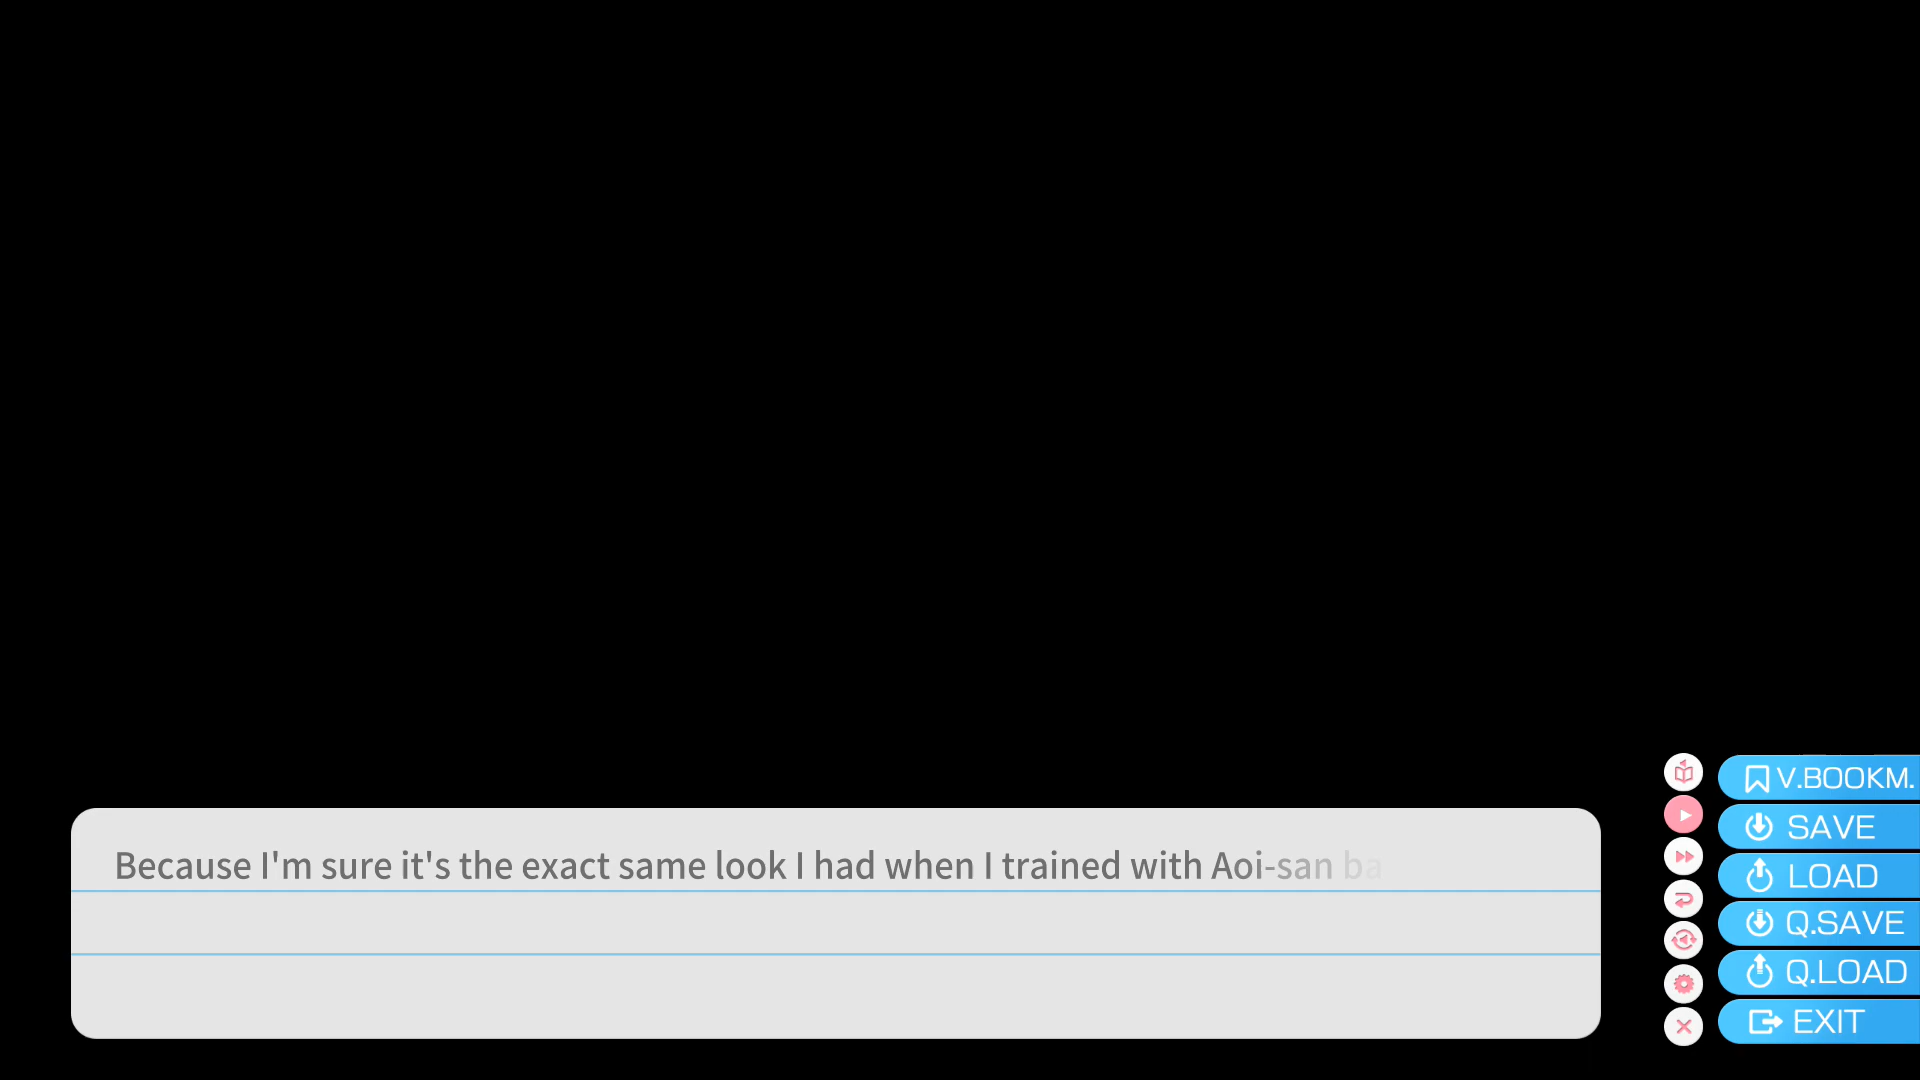 Because I'm sure it's the exact same look I had when I trained with Aoi-san ba
V.BOOKM.
SAVE
LOAD
Q.SAVE
Q.LOAD
EXIT